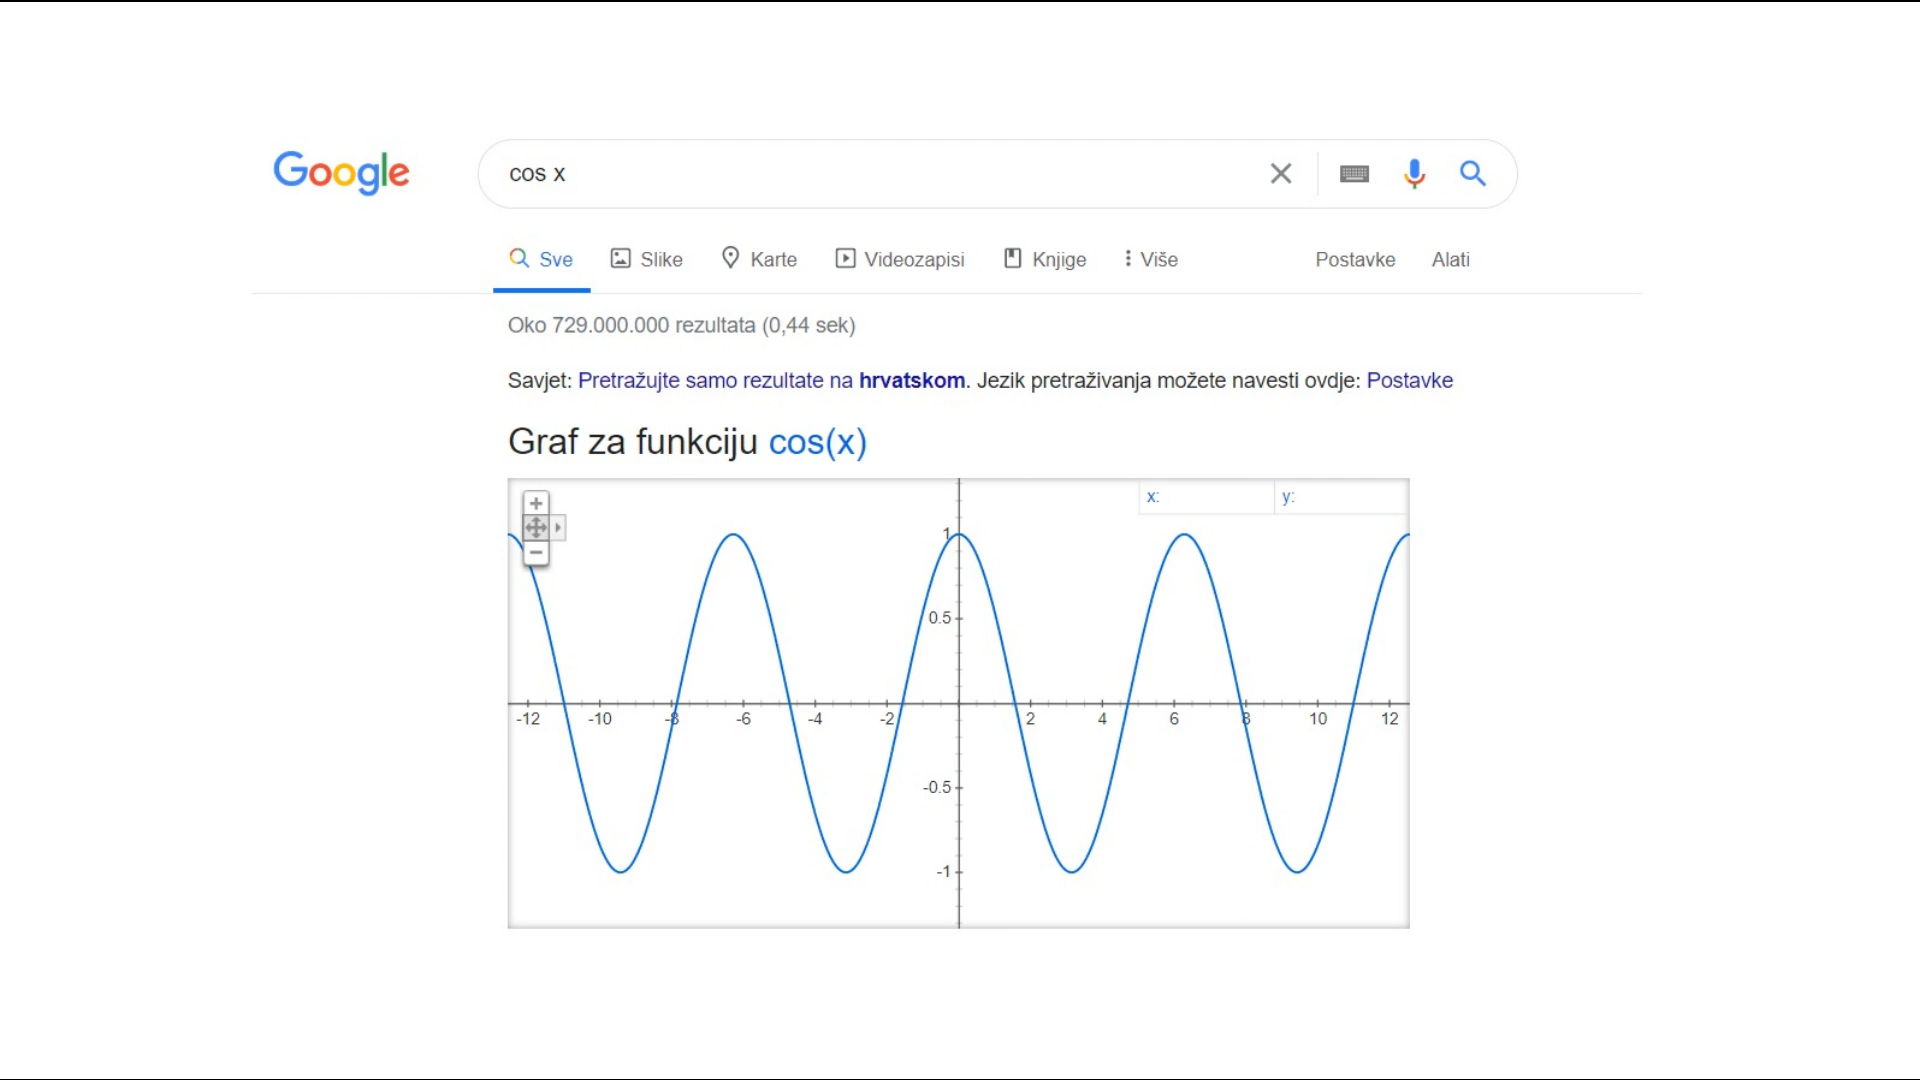 Google
cos x
Sve Slike Karte Videozapisi Knjige Više Postavke Alati
Oko 729.000.000 rezultata (0,44 sek)
Savjet: Pretražujte samo rezultate na hrvatskom. Jezik pretraživanja možete navesti ovdje: Postavke
Graf za funkciju cos(x)
x: y:
1
0.5
-12 -10 -8 -6 -4 -2 2 4 6 8 10 12
-0.5
-1